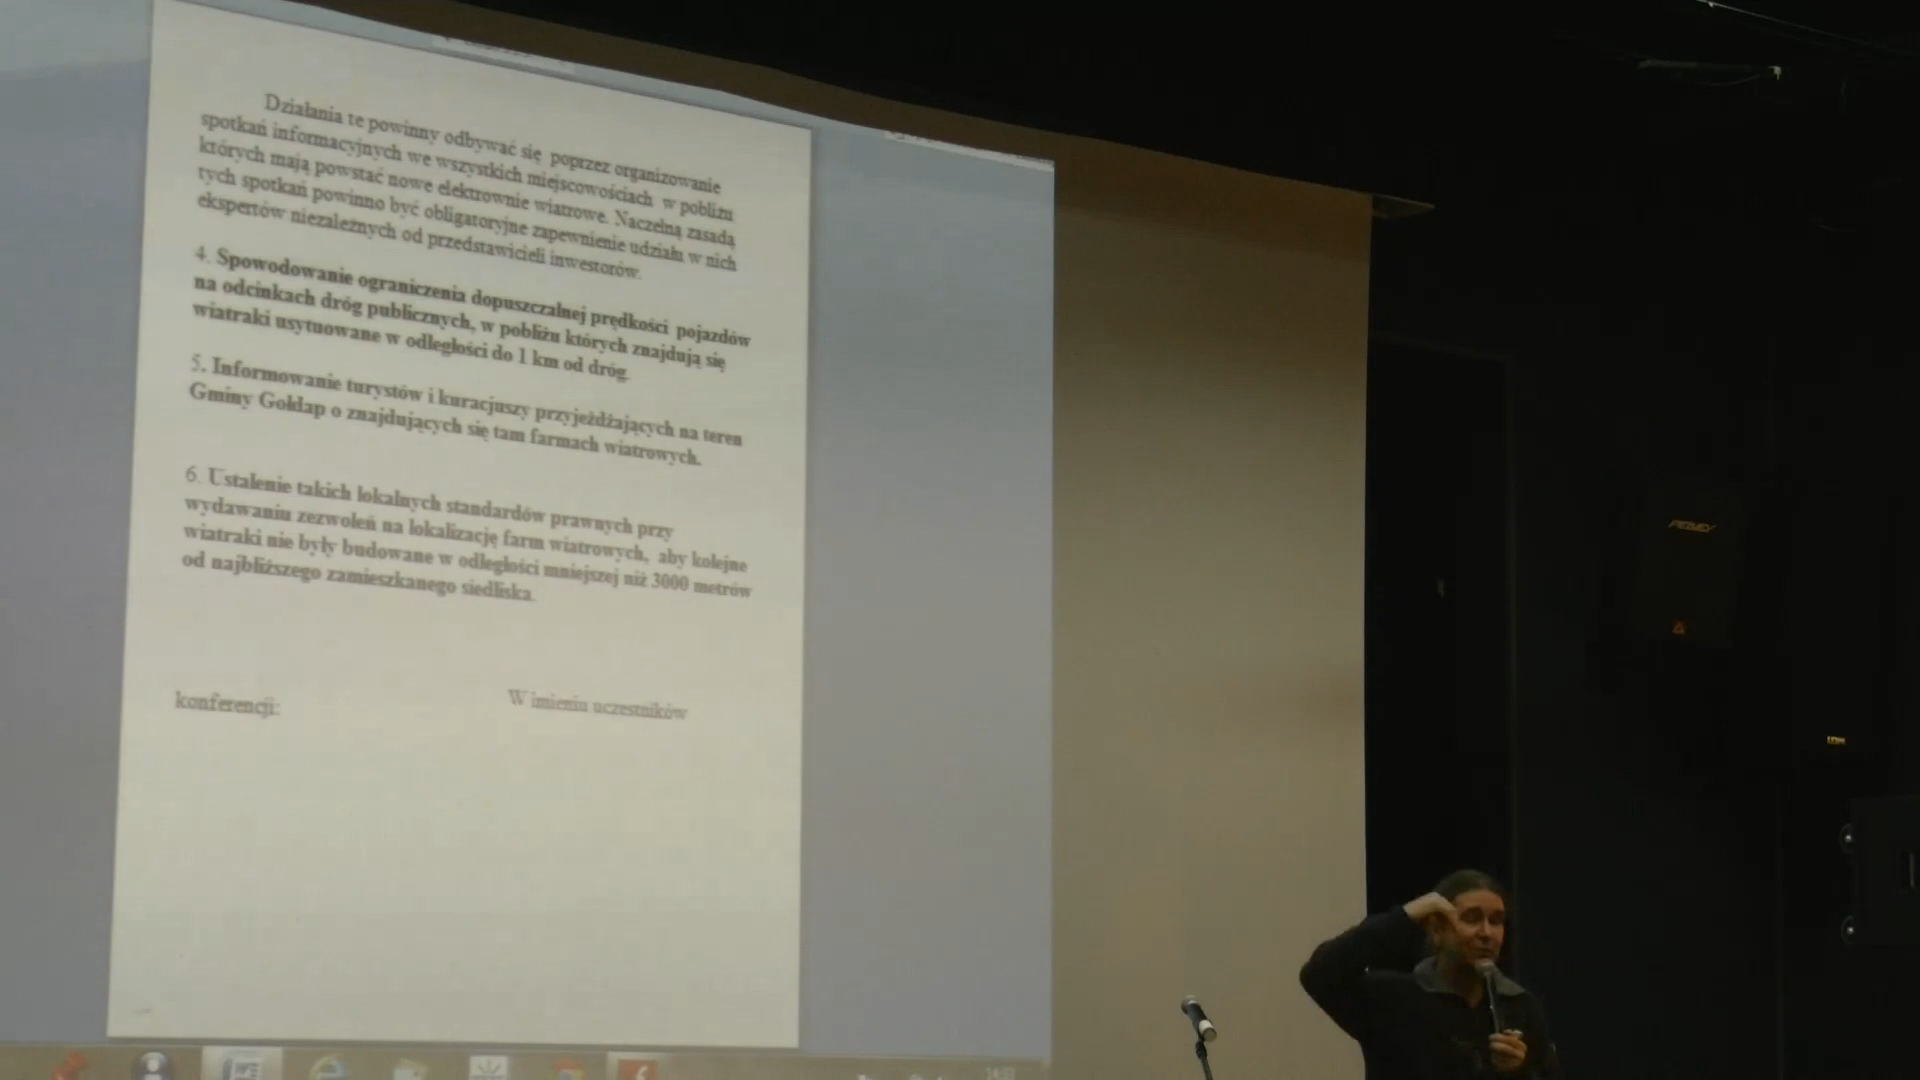 Działania te powinny odbywać się poprzez organizowanie
spotkań informacyjnych we wszystkich miejscowościach w pobliżu
których mają powstać nowe elektrownie wiatrowe. Naczelną zasadą
tych spotkań powinno być obligatoryjne zapewnienie udziału w nich
ekspertów niezależnych od przedstawicieli inwestorów.
4. Spowodowanie ograniczenia dopuszczalnej prędkości pojazdów
na odcinkach dróg publicznych, w pobliżu których znajdują się
wiatraki usytuowane w odległości do 1 km od dróg.
5. Informowanie turystów i kuracjuszy przyjeżdżających na teren
Gminy Gołdap o znajdujących się tam farmach wiatrowych.
6. Ustalenie takich lokalnych standardów prawnych przy
wydawaniu zezwoleń na lokalizację farm wiatrowych, aby kolejne
wiatraki nie były budowane w odległości mniejszej niż 3000 metrów
od najbliższego zamieszkanego siedliska.
W imieniu uczestników
konferencji: